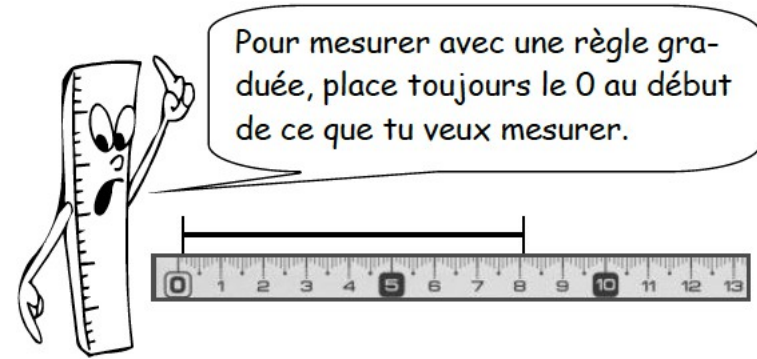 Pour mesurer avec une règle gra-
duée, place toujours le 0 au début
de ce que tu veux mesurer.
0 1 2 3 4 5 6 7 8 9 10 11 12 13